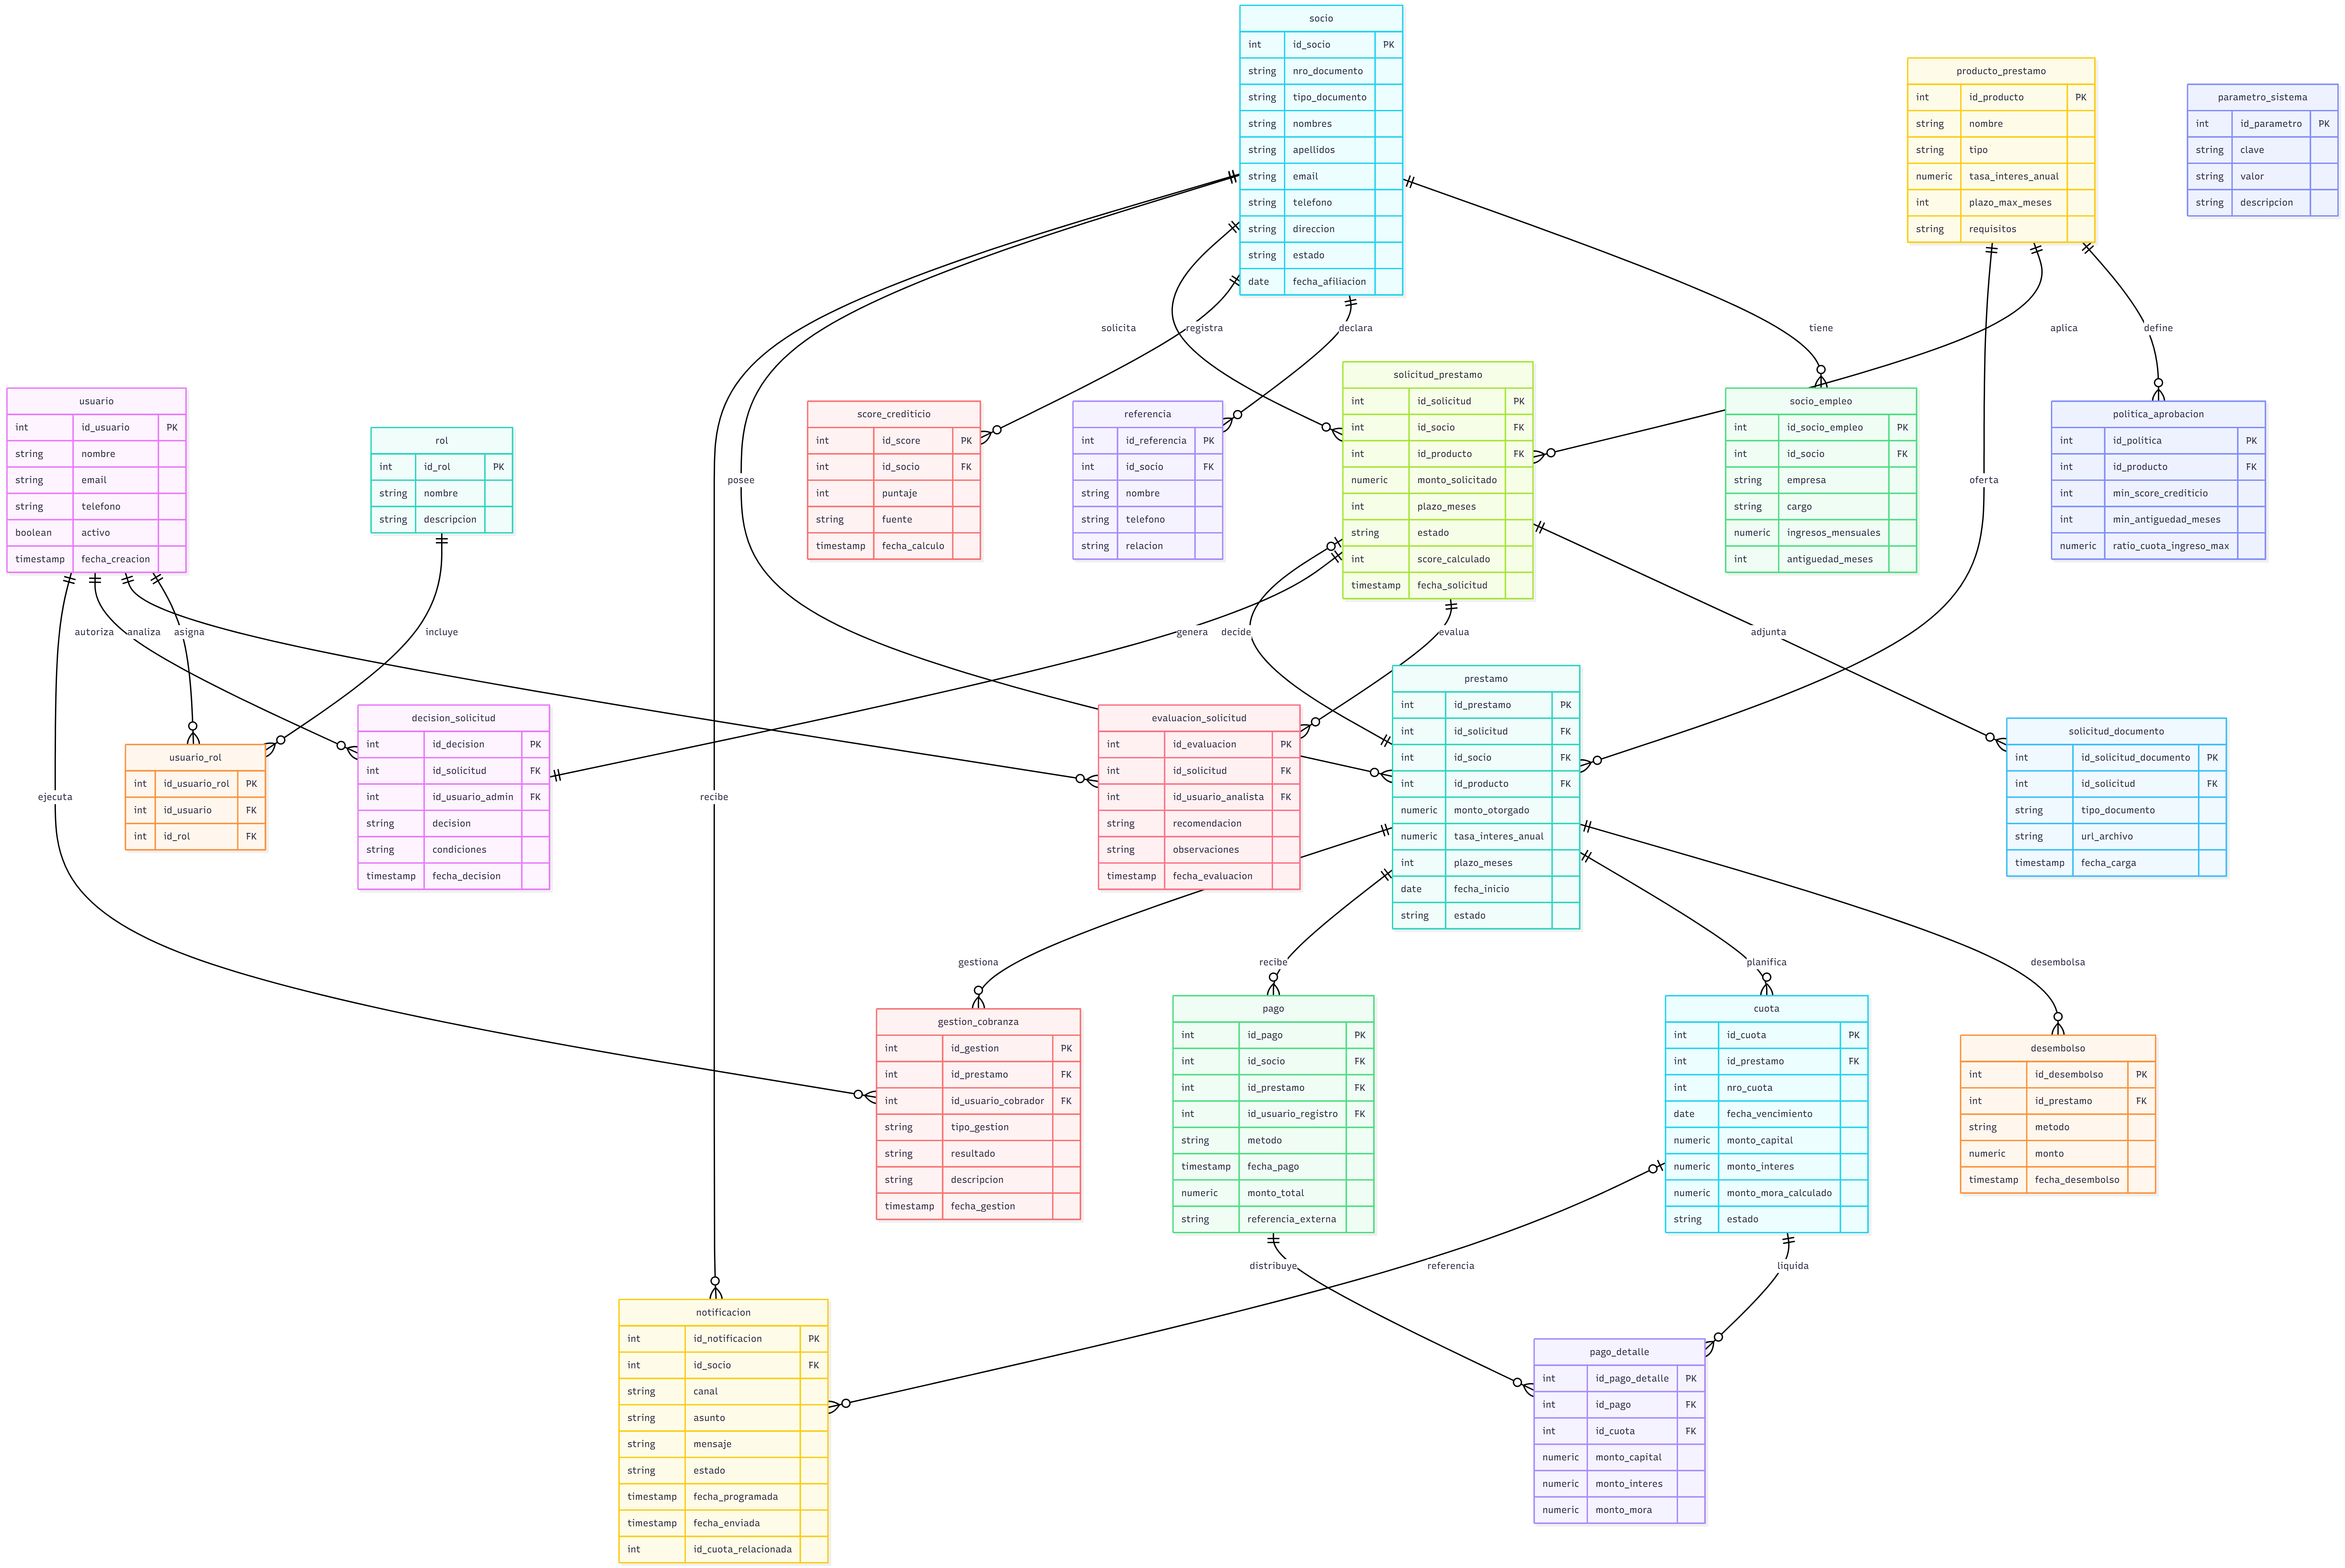 socio
int id_socio PK
string nro_documento
string tipo_documento
string nombres
string apellidos
string email
string telefono
string direccion
string estado
date fecha_afiliacion
producto_prestamo
int id_producto PK
string nombre
string tipo
numeric tasa_interes_anual
int plazo_max_meses
string requisitos
parametro_sistema
int id_parametro PK
string clave
string valor
string descripcion
solicita
registra
declara
tiene
aplica
define
usuario
int id_usuario PK
string nombre
string email
string telefono
boolean activo
timestamp fecha_creacion
rol
int id_rol PK
string nombre
string descripcion
posee
score_crediticio
int id_score PK
int id_socio FK
int puntaje
string fuente
timestamp fecha_calculo
referencia
int id_referencia PK
int id_socio FK
string nombre
string telefono
string relacion
solicitud_prestamo
int id_solicitud PK
int id_socio FK
int id_producto FK
numeric monto_solicitado
int plazo_meses
string estado
int score_calculado
timestamp fecha_solicitud
socio_empleo
int id_socio_empleo PK
int id_socio FK
string empresa
string cargo
numeric ingresos_mensuales
int antiguedad_meses
oferta
politica_aprobacion
int id_politica PK
int id_producto FK
int min_score_crediticio
int min_antiguedad_meses
numeric ratio_cuota_ingreso_max
autoriza
analiza
asigna
incluye
genera
decide
evalua
adjunta
usuario_rol
int id_usuario_rol PK
int id_usuario FK
int id_rol FK
decision_solicitud
int id_decision PK
int id_solicitud FK
int id_usuario_admin FK
string decision
string condiciones
timestamp fecha_decision
evaluacion_solicitud
int id_evaluacion PK
int id_solicitud FK
int id_usuario_analista FK
string recomendacion
string observaciones
timestamp fecha_evaluacion
prestamo
int id_prestamo PK
int id_solicitud FK
int id_socio FK
int id_producto FK
numeric monto_otorgado
numeric tasa_interes_anual
int plazo_meses
date fecha_inicio
string estado
solicitud_documento
int id_solicitud_documento PK
int id_solicitud FK
string tipo_documento
string url_archivo
timestamp fecha_carga
ejecuta
recibe
gestiona
recibe
planifica
desembolsa
gestion_cobranza
int id_gestion PK
int id_prestamo FK
int id_usuario_cobrador FK
string tipo_gestion
string resultado
string descripcion
timestamp fecha_gestion
pago
int id_pago PK
int id_socio FK
int id_prestamo FK
int id_usuario_registro FK
string metodo
timestamp fecha_pago
numeric monto_total
string referencia_externa
cuota
int id_cuota PK
int id_prestamo FK
int nro_cuota
date fecha_vencimiento
numeric monto_capital
numeric monto_interes
numeric monto_mora_calculado
string estado
desembolso
int id_desembolso PK
int id_prestamo FK
string metodo
numeric monto
timestamp fecha_desembolso
distribuye
referencia
liquida
notificacion
int id_notificacion PK
int id_socio FK
string canal
string asunto
string mensaje
string estado
timestamp fecha_programada
timestamp fecha_enviada
int id_cuota_relacionada
pago_detalle
int id_pago_detalle PK
int id_pago FK
int id_cuota FK
numeric monto_capital
numeric monto_interes
numeric monto_mora